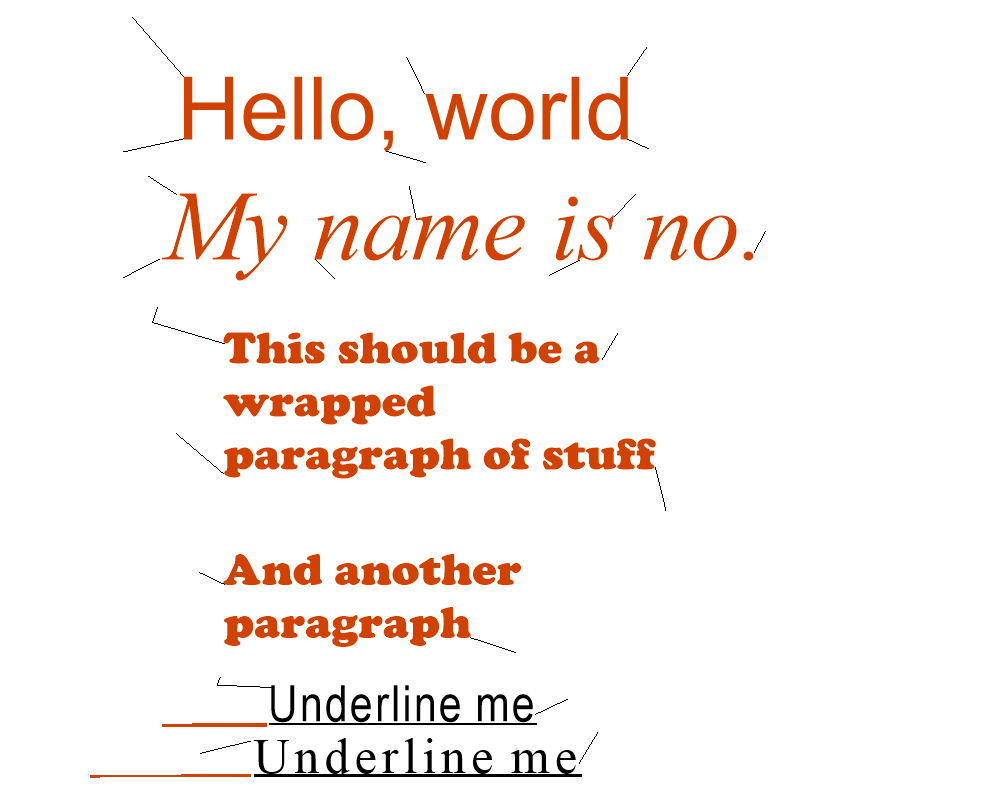 Hello, world
My name is no.
This should be a
wrapped
paragraph of stuff
And another
paragraph
Underline me
Underline me